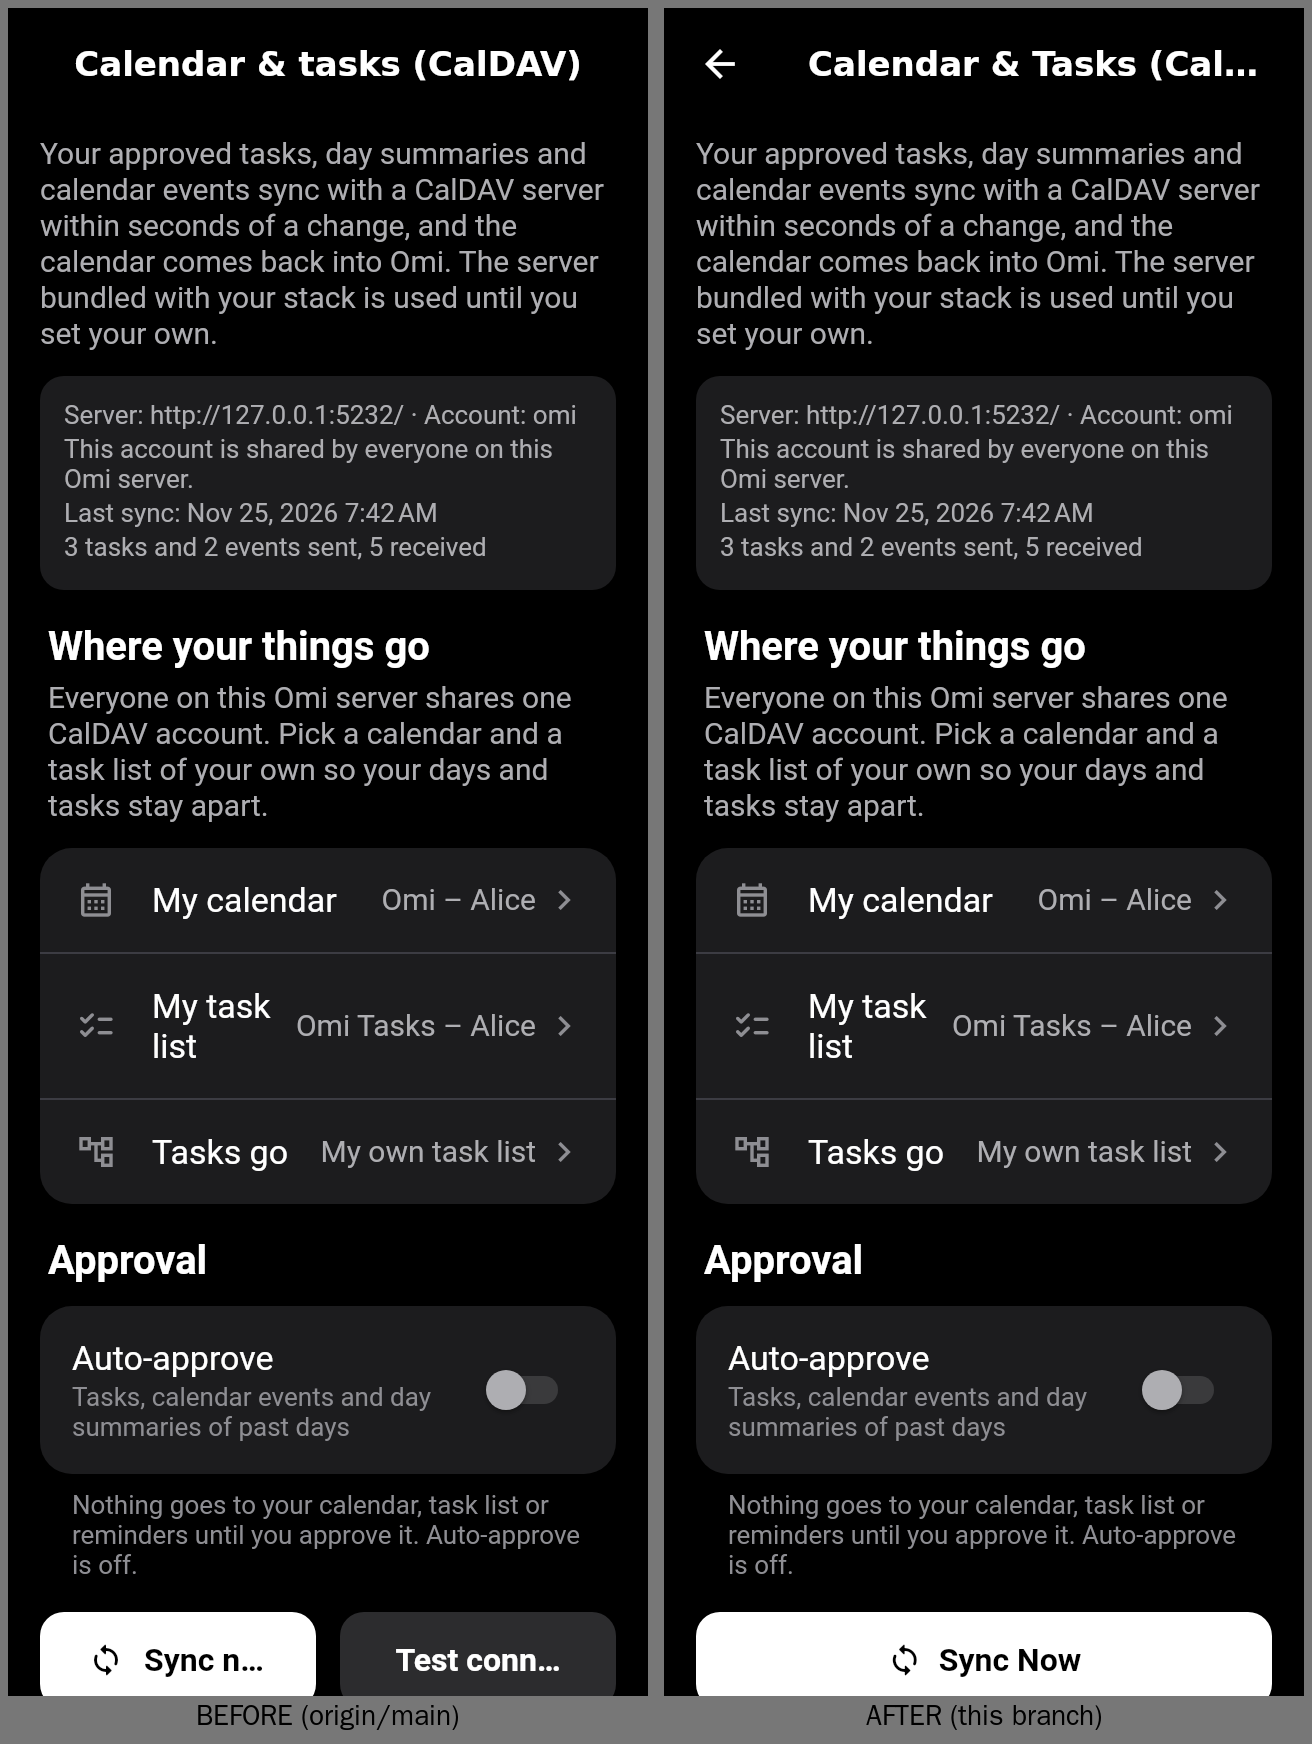 Calendar & tasks (CalDAV)
Your approved tasks, day summaries and
calendar events sync with a CalDAV server
within seconds of a change, and the
calendar comes back into Omi. The server
bundled with your stack is used until you
set your own.
Server: http://127.0.0.1:5232/ · Account: omi
This account is shared by everyone on this
Omi server.
Last sync: Nov 25, 2026 7:42 AM
3 tasks and 2 events sent, 5 received
Where your things go
Everyone on this Omi server shares one
CalDAV account. Pick a calendar and a
task list of your own so your days and
tasks stay apart.
My calendar Omi – Alice
My task
list
Omi Tasks – Alice
Tasks go My own task list
Approval
Auto-approve
Tasks, calendar events and day
summaries of past days
Nothing goes to your calendar, task list or
reminders until you approve it. Auto-approve
is off.
Sync n... Test conn...
BEFORE (origin/main)
Calendar & Tasks (Cal...
Your approved tasks, day summaries and
calendar events sync with a CalDAV server
within seconds of a change, and the
calendar comes back into Omi. The server
bundled with your stack is used until you
set your own.
Server: http://127.0.0.1:5232/ · Account: omi
This account is shared by everyone on this
Omi server.
Last sync: Nov 25, 2026 7:42 AM
3 tasks and 2 events sent, 5 received
Where your things go
Everyone on this Omi server shares one
CalDAV account. Pick a calendar and a
task list of your own so your days and
tasks stay apart.
My calendar Omi – Alice
My task
list
Omi Tasks – Alice
Tasks go My own task list
Approval
Auto-approve
Tasks, calendar events and day
summaries of past days
Nothing goes to your calendar, task list or
reminders until you approve it. Auto-approve
is off.
Sync Now
AFTER (this branch)